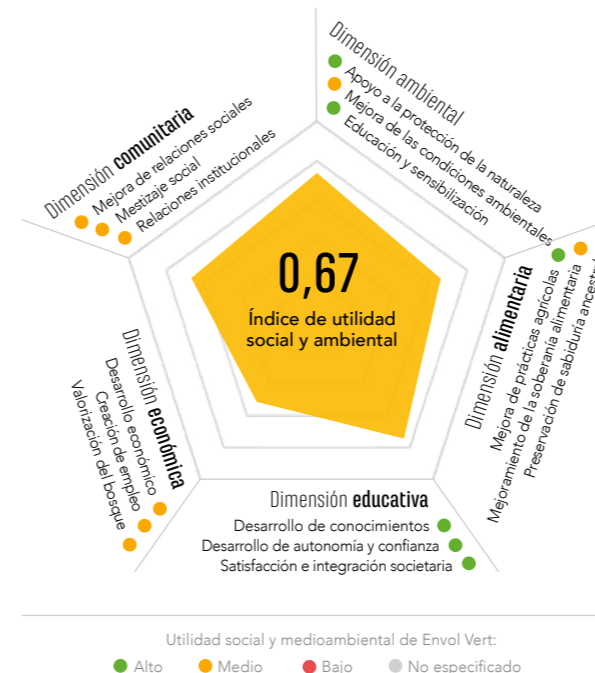 Dimensión ambiental
Apoyo a la protección de la naturaleza
Mejora de las condiciones ambientales
Educación y sensibilización
Dimensión comunitaria
Mejora de relaciones sociales
Mestizaje social
Relaciones institucionales
0,67
Índice de utilidad
social y ambiental
Dimensión alimentaria
Mejora de prácticas agrícolas
Mejoramiento de la soberanía alimentaria
Preservación de sabiduría
Dimensión económica
Desarrollo económico
Creación de empleo
Valorización del bosque
Dimensión educativa
Desarrollo de conocimientos
Desarrollo de autonomía y confianza
Satisfacción e integración societaria
Utilidad social y medioambiental de Envol Vert:
Alto Medio Bajo No especificado